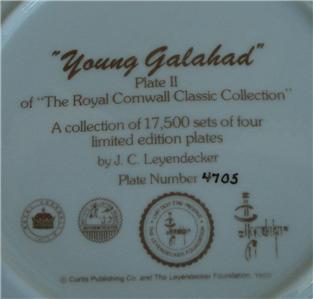 "Young Galahad"
Plate II
of "The Royal Cornwall Classic Collection"
A collection of 17,500 sets of four
limited edition plates
by J. C. Leyendecker
Plate Number 4705
© Curtis Publishing Co. and The Leyendecker Foundation,